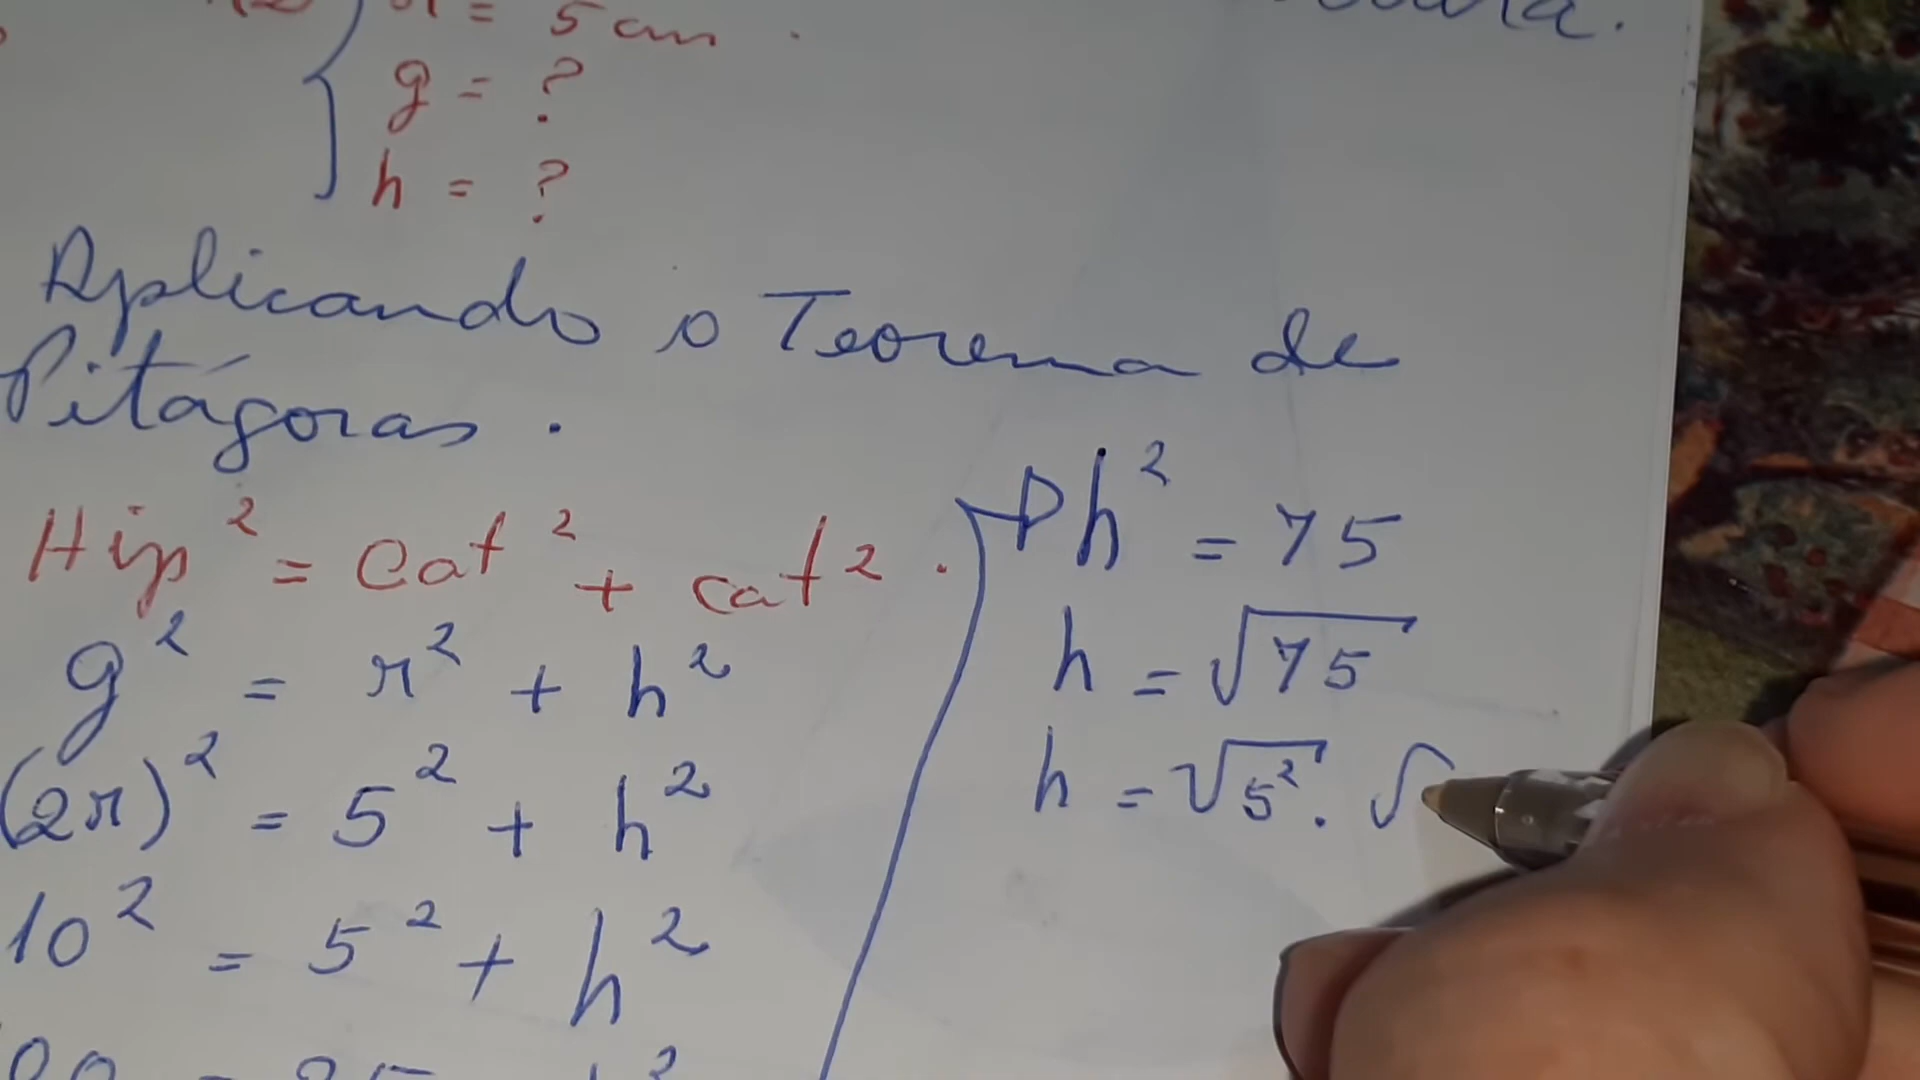 = 5 cm .
g = ?
h = ?
Aplicando o Teorema de
Pitágoras .
Hip² = Cat² + cat² .
g² = r² + h²
(2r)² = 5² + h²
10² = 5² + h²
h² = 75
h = √75
h = √5² . √